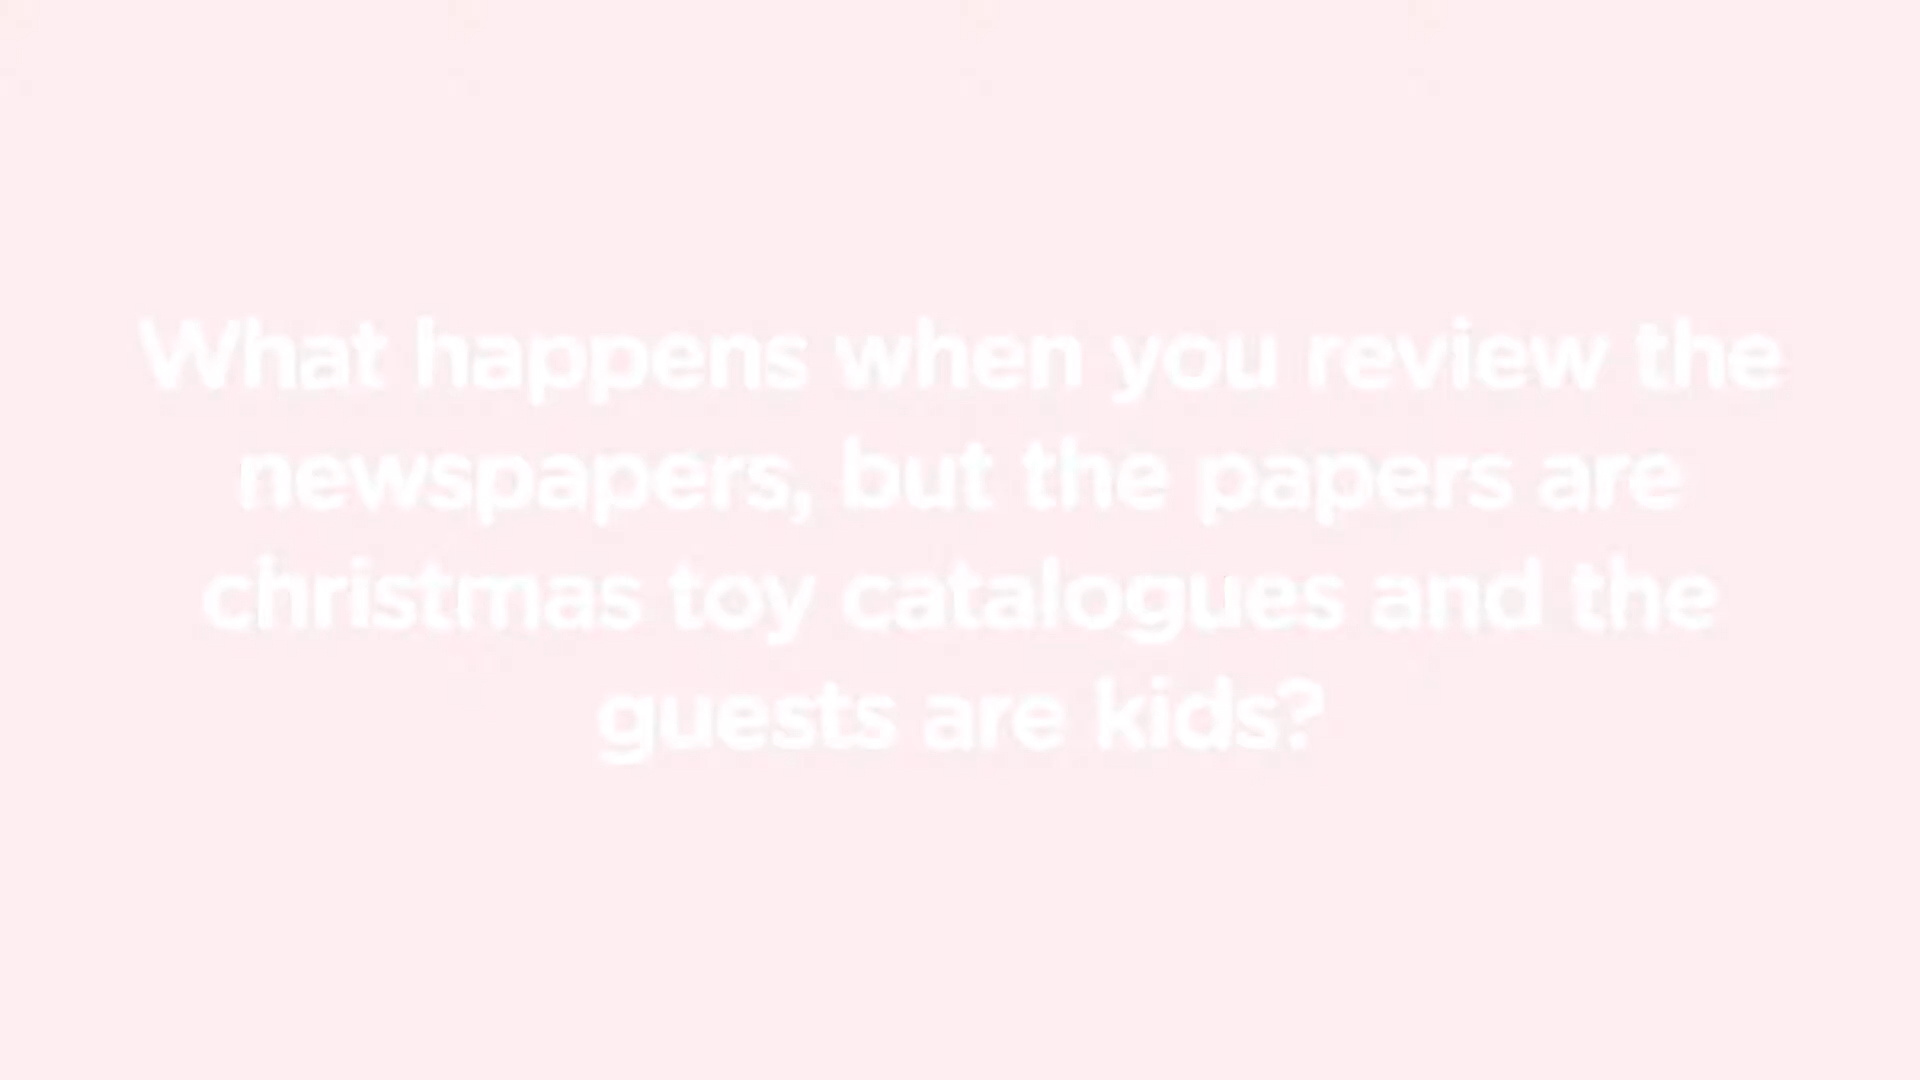 What happens when you review the
newspapers, but the papers are
christmas toy catalogues and the
guests are kids?